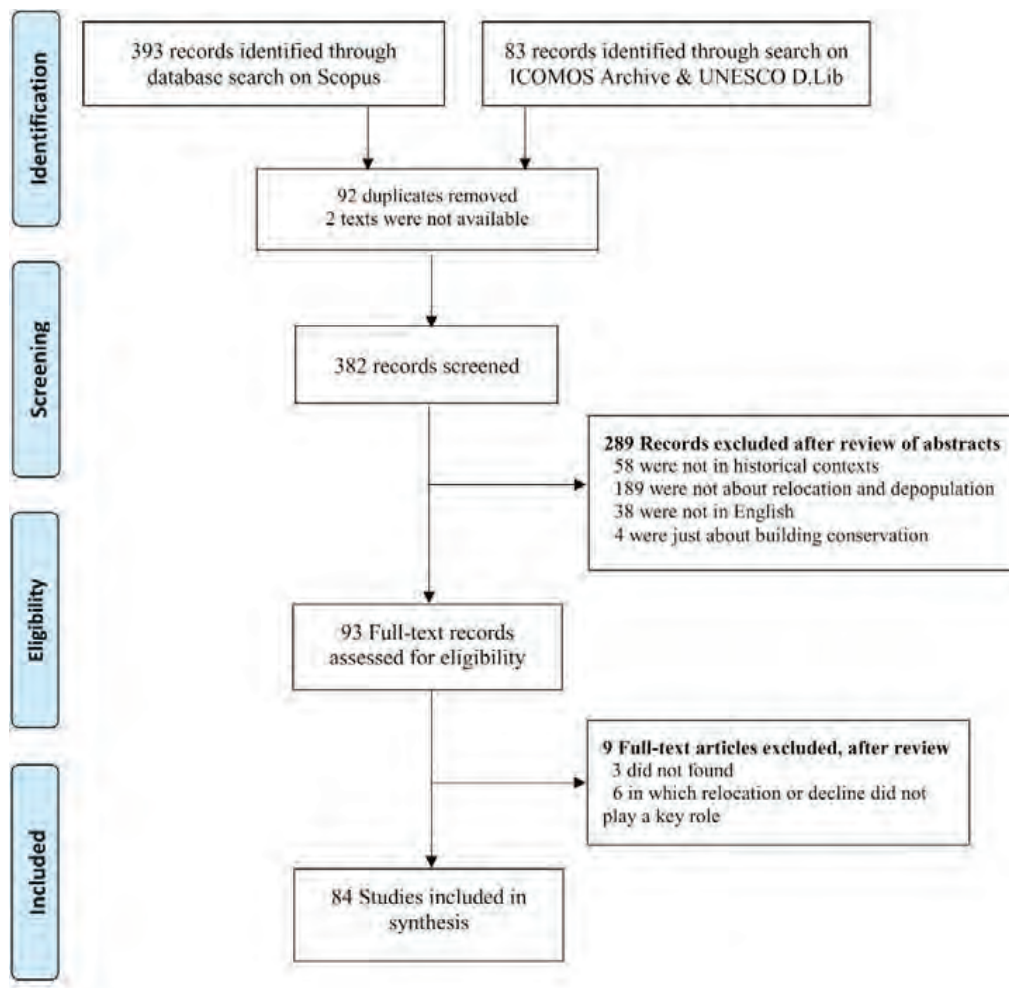 Identification
393 records identified through
database search on Scopus
83 records identified through search on
ICOMOS Archive & UNESCO D.Lib
92 duplicates removed
2 texts were not available
Screening
382 records screened
289 Records excluded after review of abstracts
58 were not in historical contexts
189 were not about relocation and depopulation
38 were not in English
4 were just about building conservation
Eligibility
93 Full-text records
assessed for eligibility
9 Full-text articles excluded, after review
3 did not found
6 in which relocation or decline did not
play a key role
Included
84 Studies included in
synthesis